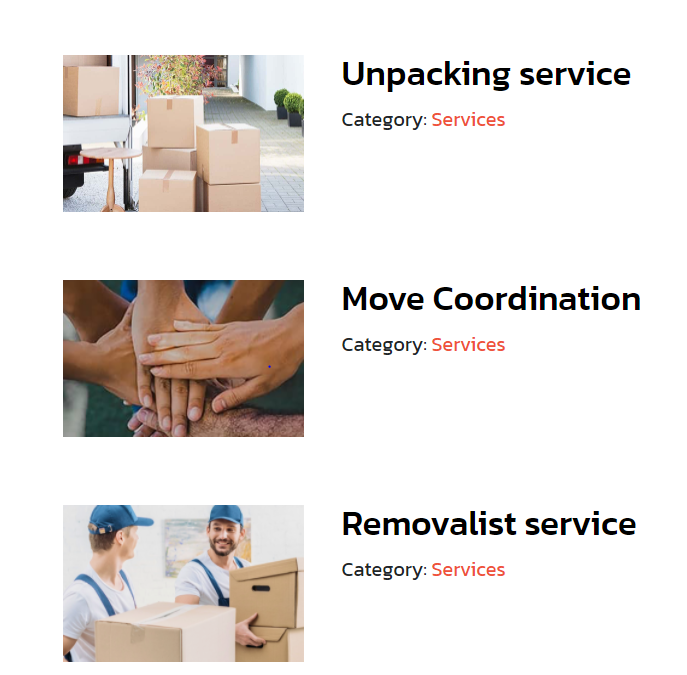 Unpacking service
Category: Services
Move Coordination
Category: Services
Removalist service
Category: Services